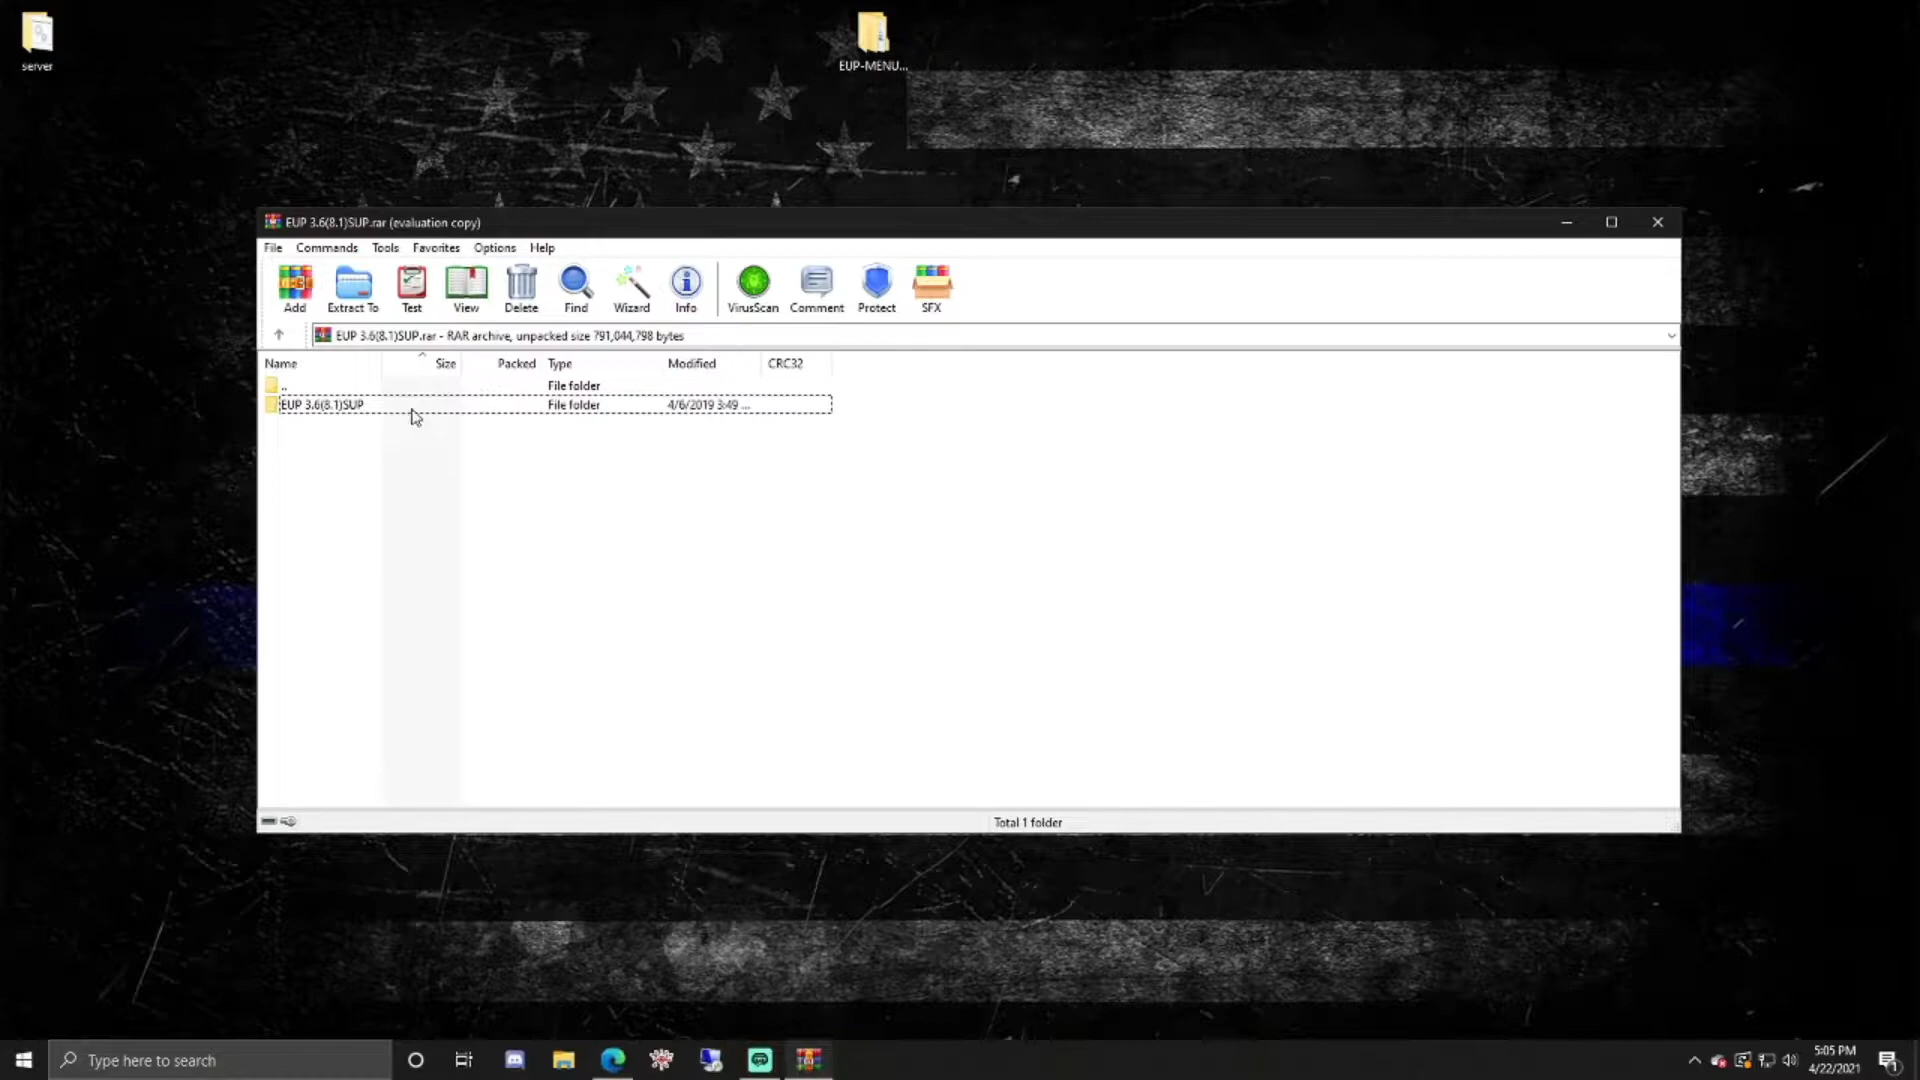 server
EUP-MENU...
EUP 3.6(8.1)SUP.rar (evaluation copy)
File Commands Tools Favorites Options Help
Add Extract To Test View Delete Find Wizard Info VirusScan Comment Protect SFX
EUP 3.6(8.1)SUP.rar - RAR archive, unpacked size 791,044,798 bytes
Name Size Packed Type Modified CRC32
.. File folder
EUP 3.6(8.1)SUP File folder 4/6/2019 3:49 ...
Total 1 folder
Type here to search
5:05 PM
4/22/2021
1